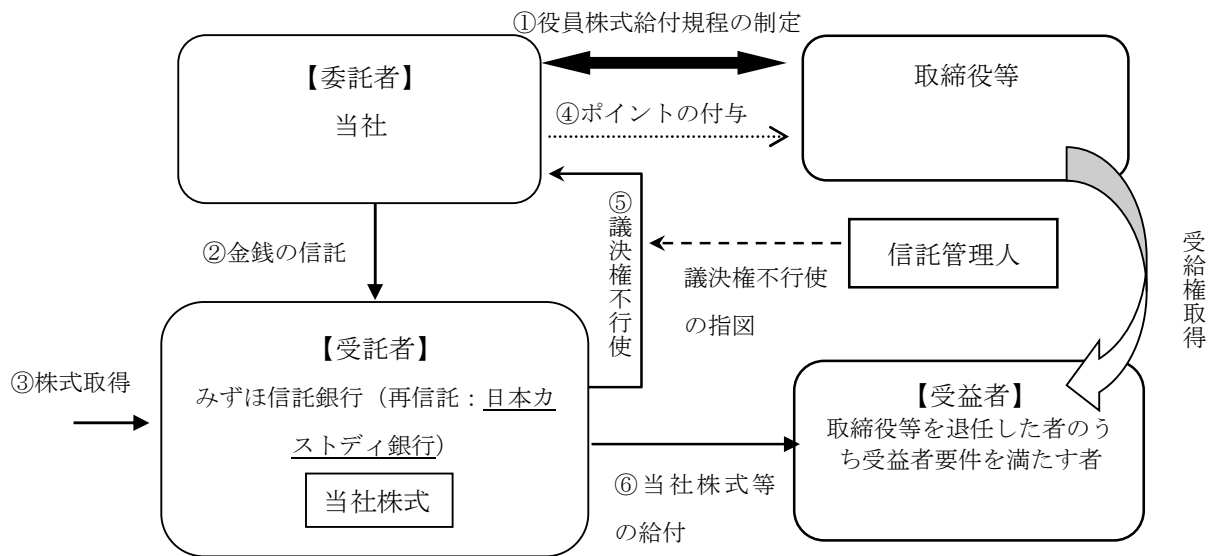 ①役員株式給付規程の制定
【委託者】
当社
取締役等
④ポイントの付与
②金銭の信託
⑤議決権不行使
議決権不行使
の指図
信託管理人
受給権取得
③株式取得
【受託者】
みずほ信託銀行（再信託：日本カ
ストディ銀行）
当社株式
⑥当社株式等
の給付
【受益者】
取締役等を退任した者のう
ち受益者要件を満たす者